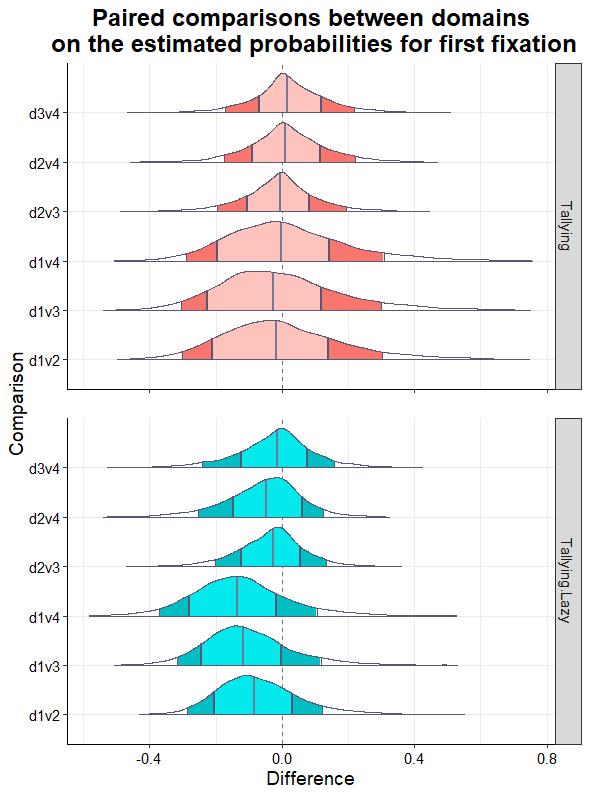 Paired comparisons between domains
on the estimated probabilities for first fixation
Comparison
d3v4
d2v4
d2v3
d1v4
d1v3
d1v2
Tallying
d3v4
d2v4
d2v3
d1v4
d1v3
d1v2
Tallying.Lazy
-0.4
0.0
0.4
0.8
Difference